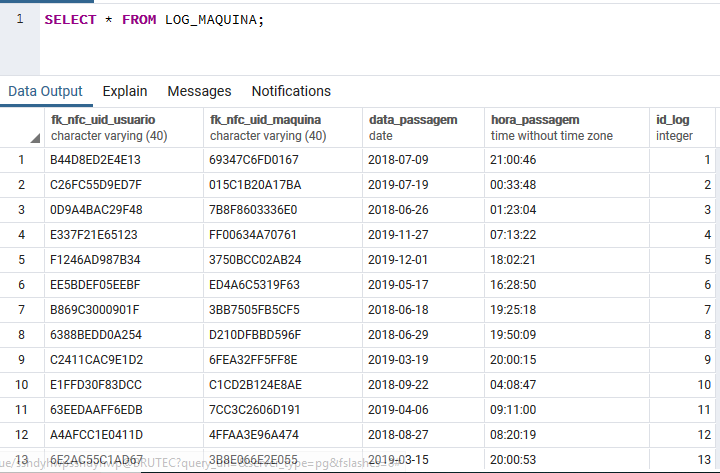 1 SELECT * FROM LOG_MAQUINA;
Data Output Explain Messages Notifications
fk_nfc_uid_usuario fk_nfc_uid_maquina data_passagem hora_passagem id_log
character varying (40) character varying (40) date time without time zone integer
1 B44D8ED2E4E13 69347C6FD0167 2018-07-09 21:00:46 1
2 C26FC55D9ED7F 015C1B20A17BA 2019-07-19 00:33:48 2
3 0D9A4BAC29F48 7B8F8603336E0 2018-06-26 01:23:04 3
4 E337F21E65123 FF00634A70761 2019-11-27 07:13:22 4
5 F1246AD987B34 3750BCC02AB24 2019-12-01 18:02:21 5
6 EE5BDEF05EEBF ED4A6C5319F63 2019-05-17 16:28:50 6
7 B869C3000901F 3BB7505FB5CF5 2018-06-18 19:25:18 7
8 6388BEDD0A254 D210DFBBD596F 2018-06-29 19:50:09 8
9 C2411CAC9E1D2 6FEA32FF5FF8E 2019-03-19 20:00:15 9
10 E1FFD30F83DCC C1CD2B124E8AE 2018-09-22 04:08:47 10
11 63EEDAAFF6EDB 7CC3C2606D191 2019-04-06 09:11:00 11
12 A4AFCC1E0411D 4FFAA3E96A474 2018-08-27 08:20:19 12
13 6E2AC55C1AD67 3B8E066E2E055 2019-03-15 20:00:53 13